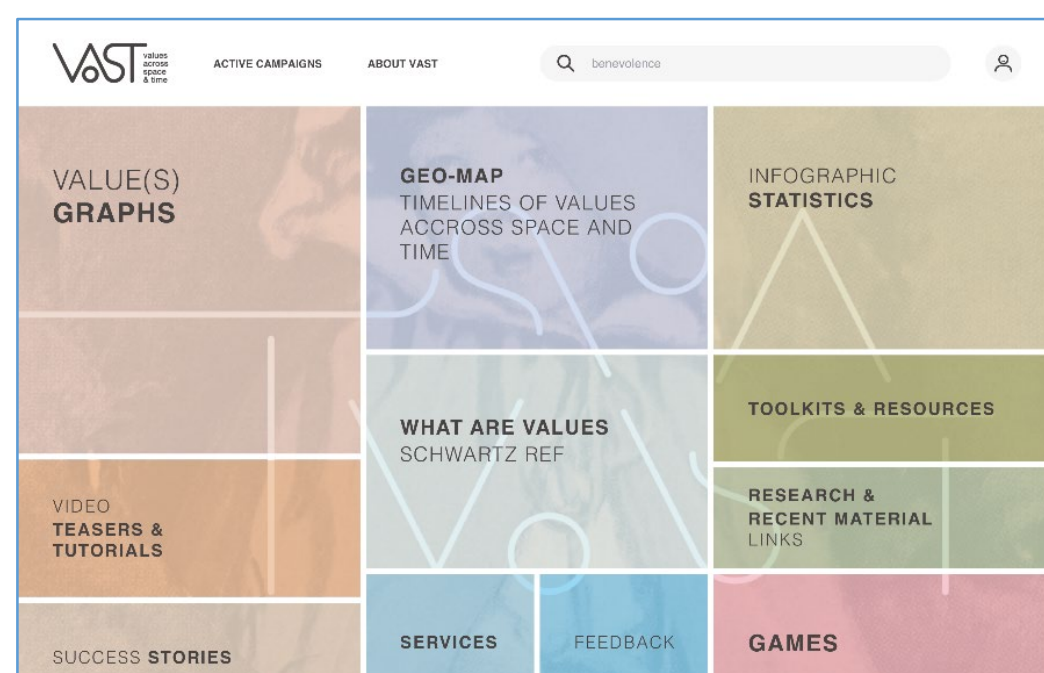 VAST values
across
space
& time
ACTIVE CAMPAIGNS
ABOUT VAST
benevolence
VALUE(S)
GRAPHS
GEO-MAP
TIMELINES OF VALUES
ACCROSS SPACE AND
TIME
INFOGRAPHIC
STATISTICS
WHAT ARE VALUES
SCHWARTZ REF
TOOLKITS & RESOURCES
VIDEO
TEASERS &
TUTORIALS
RESEARCH &
RECENT MATERIAL
LINKS
SUCCESS STORIES
SERVICES
FEEDBACK
GAMES